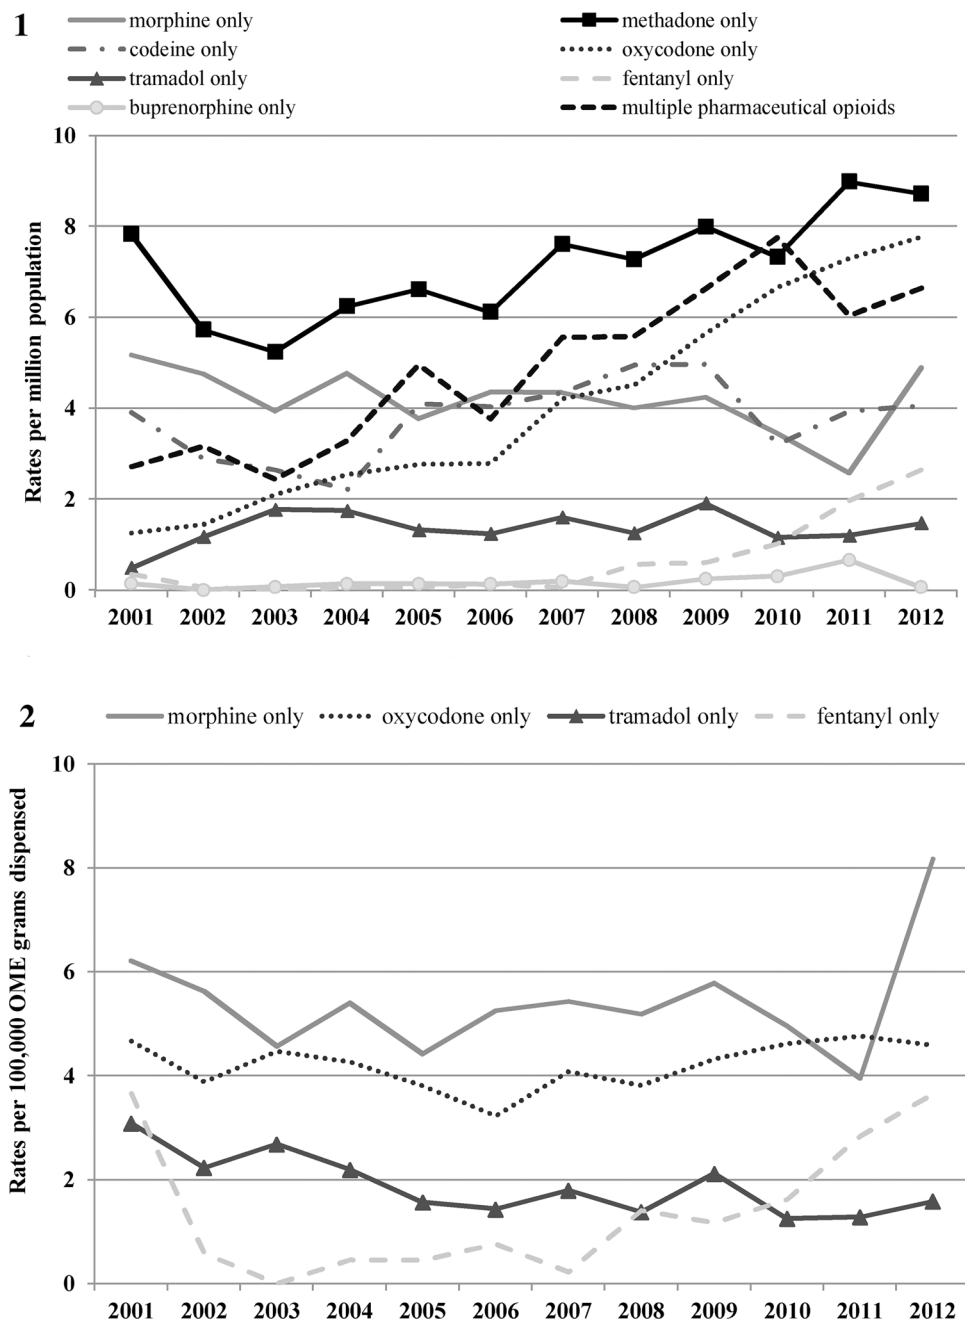 1
morphine only
methadone only
codeine only
oxycodone only
tramadol only
fentanyl only
buprenorphine only
multiple pharmaceutical opioids
Rates per million population
10
8
6
4
2
0
2001 2002 2003 2004 2005 2006 2007 2008 2009 2010 2011 2012
2
morphine only oxycodone only tramadol only fentanyl only
Rates per 100,000 OME grams dispensed
10
8
6
4
2
0
2001 2002 2003 2004 2005 2006 2007 2008 2009 2010 2011 2012